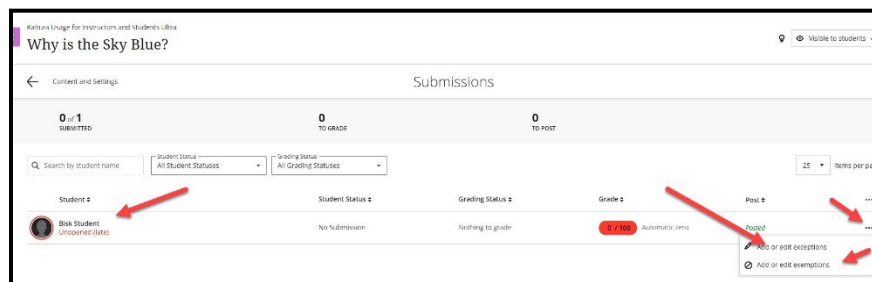 Kaltura Usage for Instructors and Students Ultra
Why is the Sky Blue?
Visible to students
Content and Settings
Submissions
0 of 1
SUBMITTED
0
TO GRADE
0
TO POST
Search by student name
Student Status
All Student Statuses
Grading Status
All Grading Statuses
25 items per pa
Student Student Status Grading Status Grade Post
Bisk Student
Unopened (late)
No Submission Nothing to grade 0 / 100 Automatic zero Posted
Add or edit exceptions
Add or edit exemptions